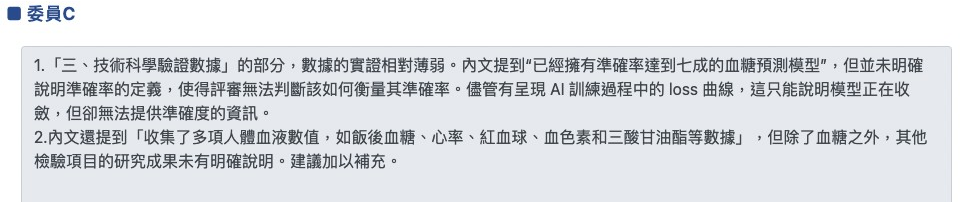 委員C
1.「三、技術科學驗證數據」的部分，數據的實證相對薄弱。內文提到“已經擁有準確率達到七成的血糖預測模型”，但並未明確
說明準確率的定義，使得評審無法判斷該如何衡量其準確率。儘管有呈現 AI 訓練過程中的 loss 曲線，這只能說明模型正在收
斂，但卻無法提供準確度的資訊。
2.內文還提到「收集了多項人體血液數值，如飯後血糖、心率、紅血球、血色素和三酸甘油酯等數據」，但除了血糖之外，其他
檢驗項目的研究成果未有明確說明。建議加以補充。